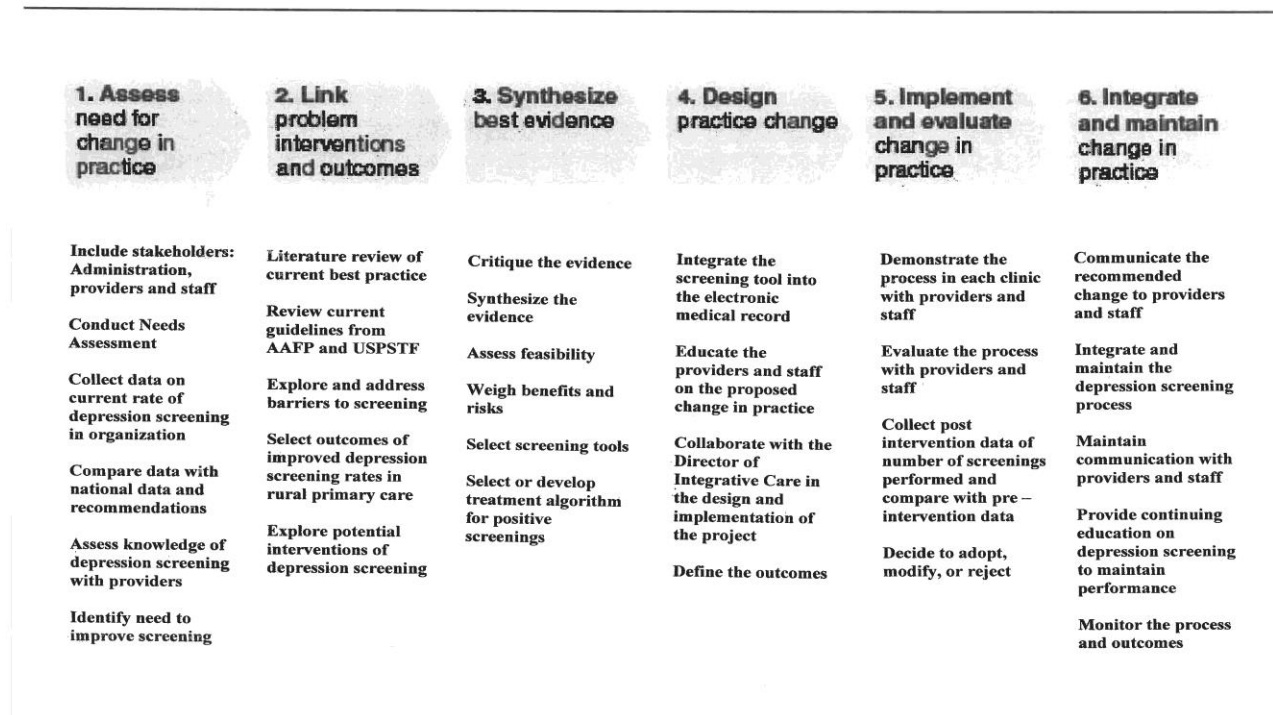 1. Assess
need for
change in
practice
2. Link
problem
interventions
and outcomes
3. Synthesize
best evidence
4. Design
practice change
5. Implement
and evaluate
change in
practice
6. Integrate
and maintain
change in
practice
Include stakeholders:
Administration,
providers and staff
Conduct Needs
Assessment
Collect data on
current rate of
depression screening
in organization
Compare data with
national data and
recommendations
Assess knowledge of
depression screening
with providers
Identify need to
improve screening
Literature review of
current best practice
Review current
guidelines from
AAFP and USPSTF
Explore and address
barriers to screening
Select outcomes of
improved depression
screening rates in
rural primary care
Explore potential
interventions of
depression screening
Critique the evidence
Synthesize the
evidence
Assess feasibility
Weigh benefits and
risks
Select screening tools
Select or develop
treatment algorithm
for positive
screenings
Integrate the
screening tool into
the electronic
medical record
Educate the
providers and staff
on the proposed
change in practice
Collaborate with the
Director of
Integrative Care in
the design and
implementation of
the project
Define the outcomes
Demonstrate the
process in each clinic
with providers and
staff
Evaluate the process
with providers and
staff
Collect post
intervention data of
number of screenings
performed and
compare with pre –
intervention data
Decide to adopt,
modify, or reject
Communicate the
recommended
change to providers
and staff
Integrate and
maintain the
depression screening
process
Maintain
communication with
providers and staff
Provide continuing
education on
depression screening
to maintain
performance
Monitor the process
and outcomes